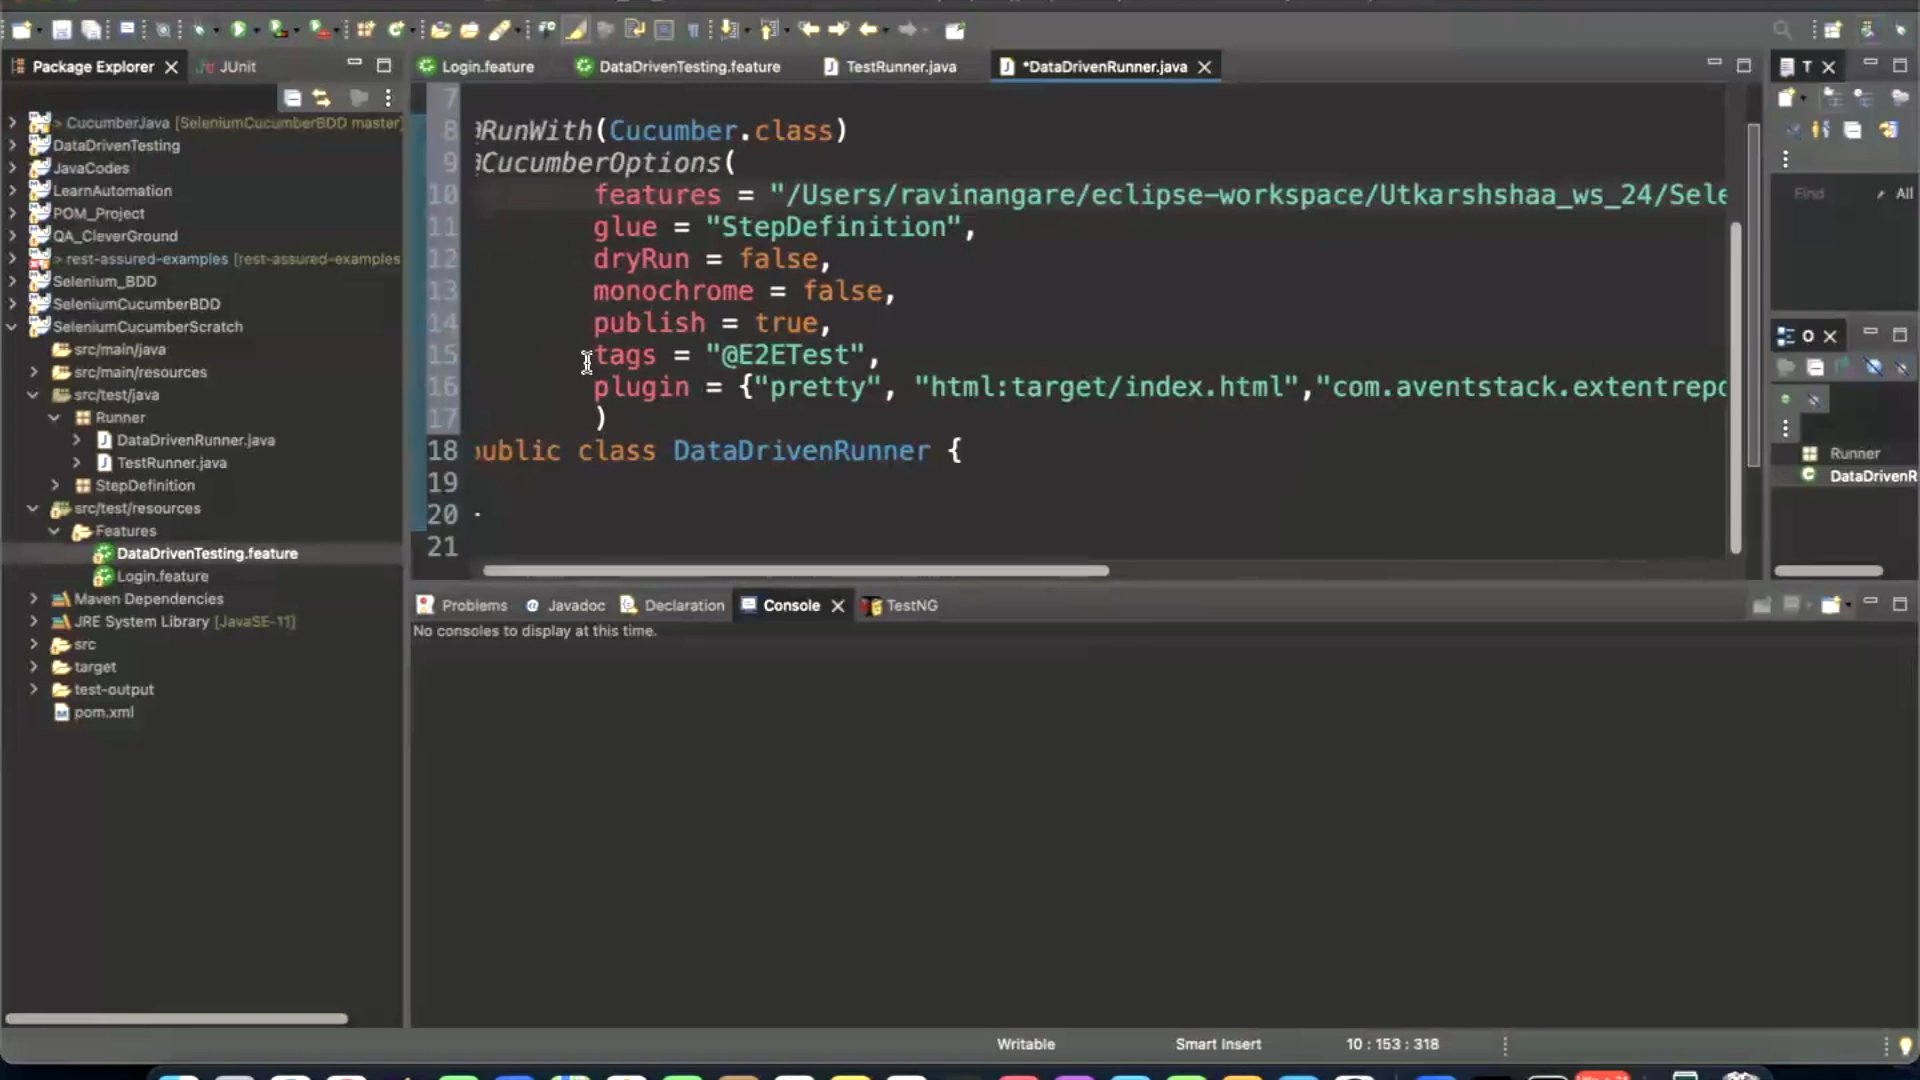 Package Explorer
JUnit
> CucumberJava [SeleniumCucumberBDD master]
DataDrivenTesting
JavaCodes
LearnAutomation
POM_Project
QA_CleverGround
> rest-assured-examples [rest-assured-examples
Selenium_BDD
SeleniumCucumberBDD
SeleniumCucumberScratch
src/main/java
src/main/resources
src/test/java
Runner
DataDrivenRunner.java
TestRunner.java
StepDefinition
src/test/resources
Features
DataDrivenTesting.feature
Login.feature
Maven Dependencies
JRE System Library [JavaSE-11]
src
target
test-output
pom.xml
Login.feature
DataDrivenTesting.feature
TestRunner.java
*DataDrivenRunner.java
7
8 @RunWith(Cucumber.class)
9 @CucumberOptions(
10 features = "/Users/ravinangare/eclipse-workspace/Utkarshshaa_ws_24/Sele
11 glue = "StepDefinition",
12 dryRun = false,
13 monochrome = false,
14 publish = true,
15 tags = "@E2ETest",
16 plugin = {"pretty", "html:target/index.html","com.aventstack.extentrepo
17 )
18 public class DataDrivenRunner {
19
20
21
Problems
@ Javadoc
Declaration
Console
TestNG
No consoles to display at this time.
T
Find
All
O
Runner
DataDrivenR
Writable
Smart Insert
10 : 153 : 318